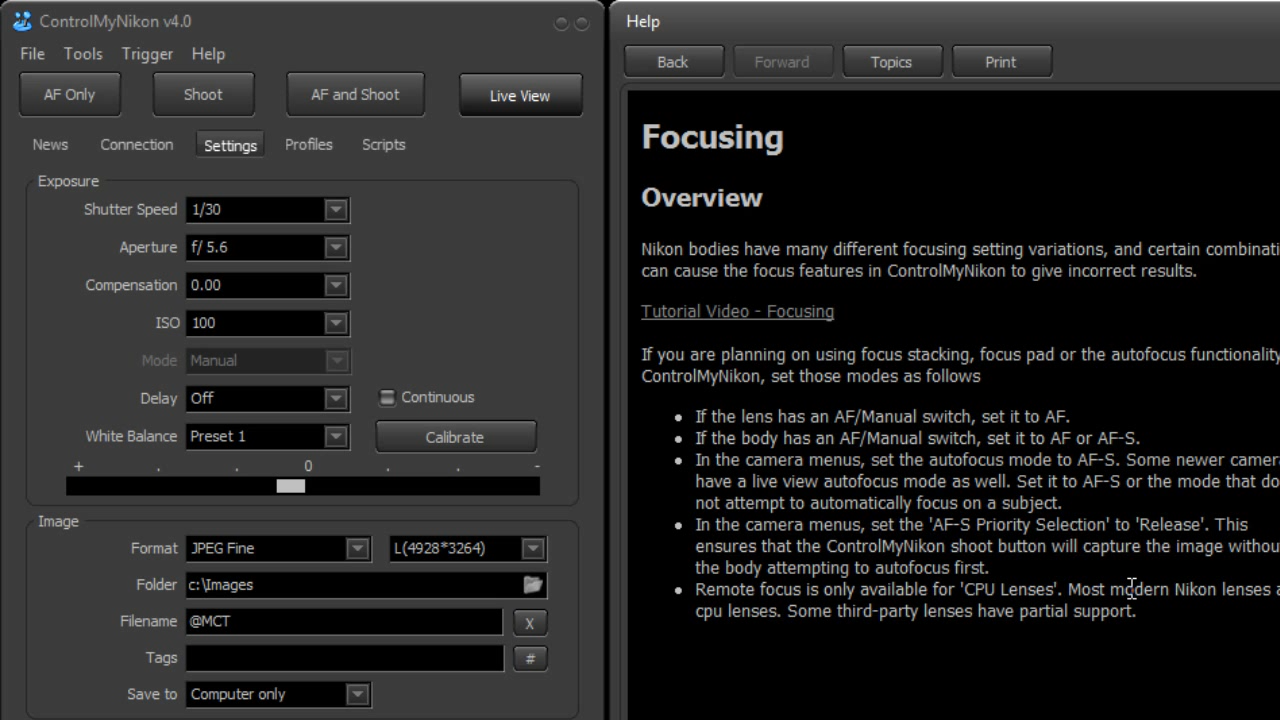 ControlMyNikon v4.0
File Tools Trigger Help
AF Only Shoot AF and Shoot Live View
News Connection Settings Profiles Scripts
Exposure
Shutter Speed 1/30
Aperture f/ 5.6
Compensation 0.00
ISO 100
Mode Manual
Delay Off Continuous
White Balance Preset 1 Calibrate
+ . . 0 . . -
Image
Format JPEG Fine L(4928*3264)
Folder c:\Images
Filename @MCT X
Tags #
Save to Computer only
Help
Back Forward Topics Print
Focusing
Overview
Nikon bodies have many different focusing setting variations, and certain
can cause the focus features in ControlMyNikon to give incorrect results.
Tutorial Video - Focusing
If you are planning on using focus stacking, focus pad or the autofocus functionality
ControlMyNikon, set those modes as follows
• If the lens has an AF/Manual switch, set it to AF.
• If the body has an AF/Manual switch, set it to AF or AF-S.
• In the camera menus, set the autofocus mode to AF-S. Some newer
have a live view autofocus mode as well. Set it to AF-S or the mode that
not attempt to automatically focus on a subject.
• In the camera menus, set the 'AF-S Priority Selection' to 'Release'. This
ensures that the ControlMyNikon shoot button will capture the image
the body attempting to autofocus first.
• Remote focus is only available for 'CPU Lenses'. Most modern Nikon lenses
cpu lenses. Some third-party lenses have partial support.